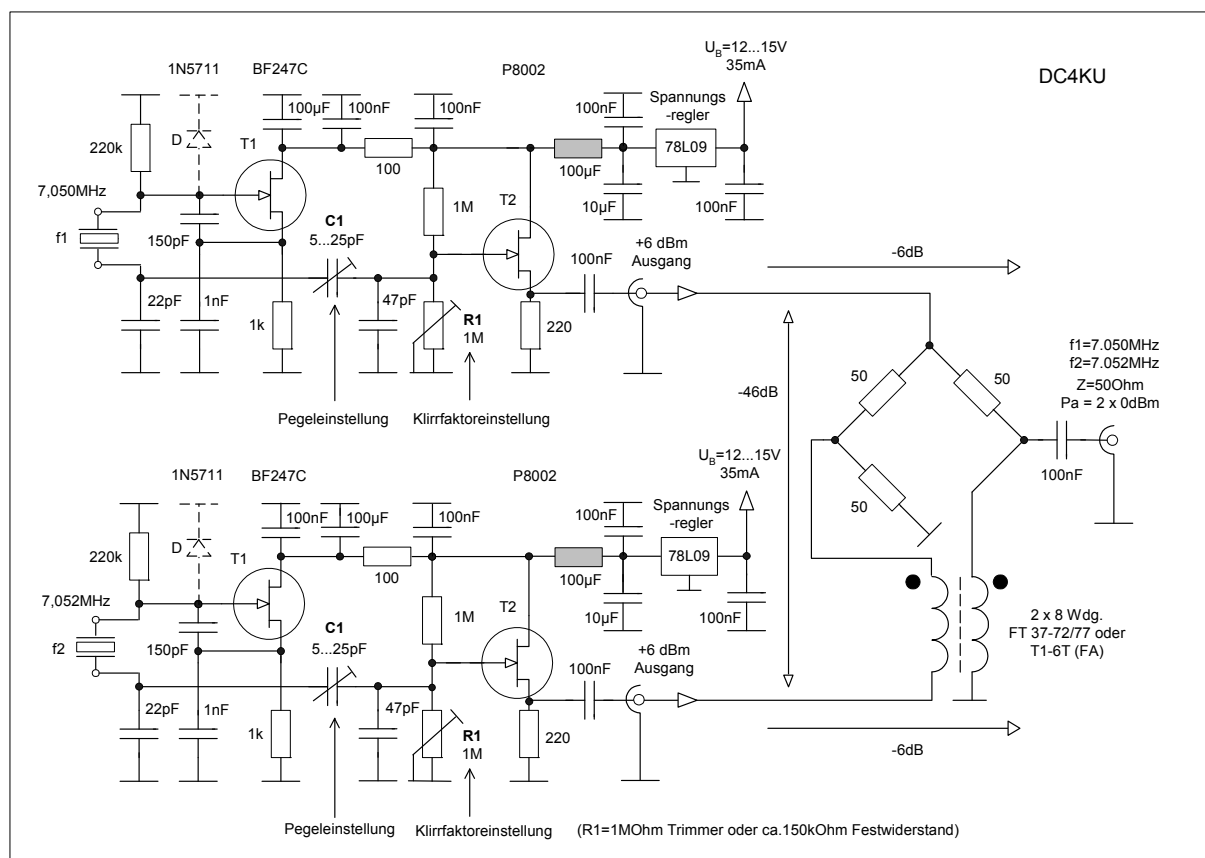 U_B=12...15V
35mA
DC4KU
1N5711
BF247C
P8002
100µF
100nF
100nF
100nF
Spannungs
-regler
220k
D
T1
78L09
100
100µF
7,050MHz
1M
T2
10µF
100nF
f1
150pF
C1
5...25pF
100nF
+6 dBm
Ausgang
-6dB
22pF
1nF
47pF
1k
R1
1M
220
f1=7.050MHz
f2=7.052MHz
Z=50Ohm
Pa = 2 x 0dBm
50
50
-46dB
Pegeleinstellung
Klirrfaktoreinstellung
100nF
50
U_B=12...15V
35mA
1N5711
BF247C
P8002
100nF
100µF
100nF
100nF
Spannungs
-regler
220k
D
T1
78L09
100
100µF
7,052MHz
1M
T2
10µF
100nF
2 x 8 Wdg.
FT 37-72/77 oder
T1-6T (FA)
f2
150pF
C1
5...25pF
100nF
+6 dBm
Ausgang
22pF
1nF
47pF
1k
R1
1M
220
-6dB
Pegeleinstellung
Klirrfaktoreinstellung
(R1=1MOhm Trimmer oder ca.150kOhm Festwiderstand)